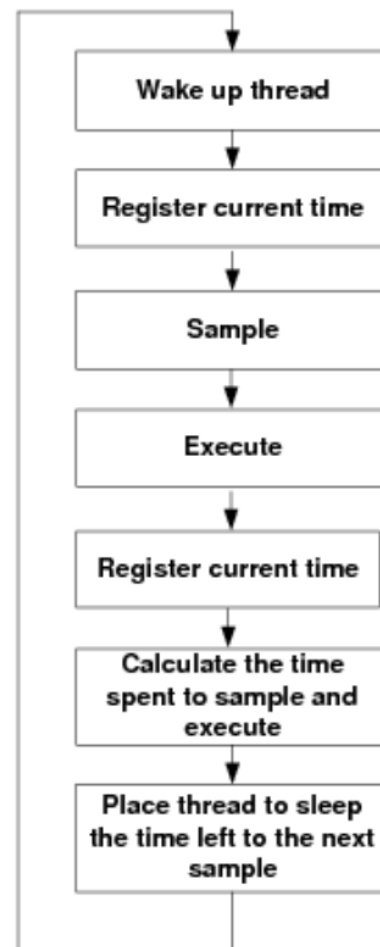 Wake up thread
Register current time
Sample
Execute
Register current time
Calculate the time
spent to sample and
execute
Place thread to sleep
the time left to the next
sample